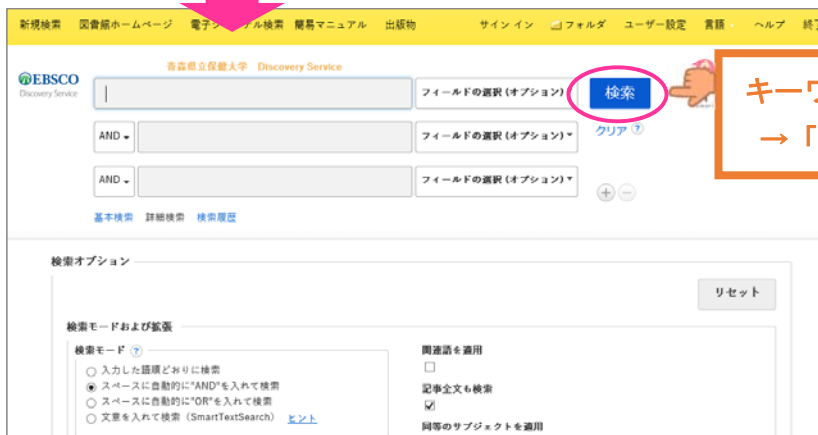 新規検索 図書館ホームページ 電子ジャーナル検索 簡易マニュアル 出版物 サインイン フォルダ ユーザー設定 言語 ヘルプ
青森県立保健大学 Discovery Service
EBSCO
Discovery Service
フィールドの選択 (オプション) 検索
キーワ
→「
AND フィールドの選択 (オプション) クリア
AND フィールドの選択 (オプション)
基本検索 詳細検索 検索履歴
検索オプション
リセット
検索モードおよび拡張
検索モード
入力した語順どおりに検索
スペースに自動的に"AND"を入れて検索
スペースに自動的に"OR"を入れて検索
文章を入れて検索（SmartTextSearch） ヒント
関連語を適用
記事全文も検索
同等のサブジェクトを適用